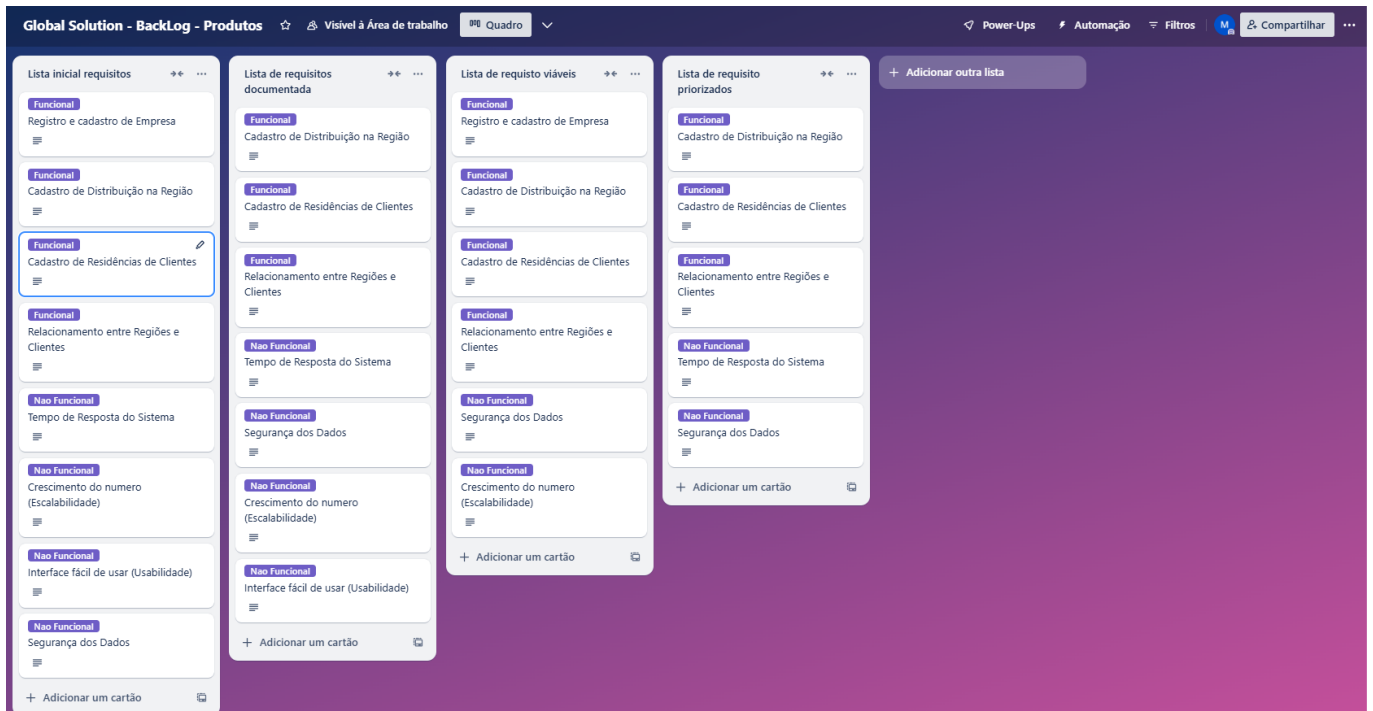 Global Solution - BackLog - Produtos
Visível à Área de trabalho
Quadro
Power-Ups
Automação
Filtros
M
Compartilhar
Lista inicial requisitos
Funcional
Registro e cadastro de Empresa
Funcional
Cadastro de Distribuição na Região
Funcional
Cadastro de Residências de Clientes
Funcional
Relacionamento entre Regiões e
Clientes
Nao Funcional
Tempo de Resposta do Sistema
Nao Funcional
Crescimento do numero
(Escalabilidade)
Nao Funcional
Interface fácil de usar (Usabilidade)
Nao Funcional
Segurança dos Dados
+ Adicionar um cartão
Lista de requisitos
documentada
Funcional
Cadastro de Distribuição na Região
Funcional
Cadastro de Residências de Clientes
Funcional
Relacionamento entre Regiões e
Clientes
Nao Funcional
Tempo de Resposta do Sistema
Nao Funcional
Segurança dos Dados
Nao Funcional
Crescimento do numero
(Escalabilidade)
Nao Funcional
Interface fácil de usar (Usabilidade)
+ Adicionar um cartão
Lista de requisto viáveis
Funcional
Registro e cadastro de Empresa
Funcional
Cadastro de Distribuição na Região
Funcional
Cadastro de Residências de Clientes
Funcional
Relacionamento entre Regiões e
Clientes
Nao Funcional
Segurança dos Dados
Nao Funcional
Crescimento do numero
(Escalabilidade)
+ Adicionar um cartão
Lista de requisito
priorizados
Funcional
Cadastro de Distribuição na Região
Funcional
Cadastro de Residências de Clientes
Funcional
Relacionamento entre Regiões e
Clientes
Nao Funcional
Tempo de Resposta do Sistema
Nao Funcional
Segurança dos Dados
+ Adicionar um cartão
+ Adicionar outra lista